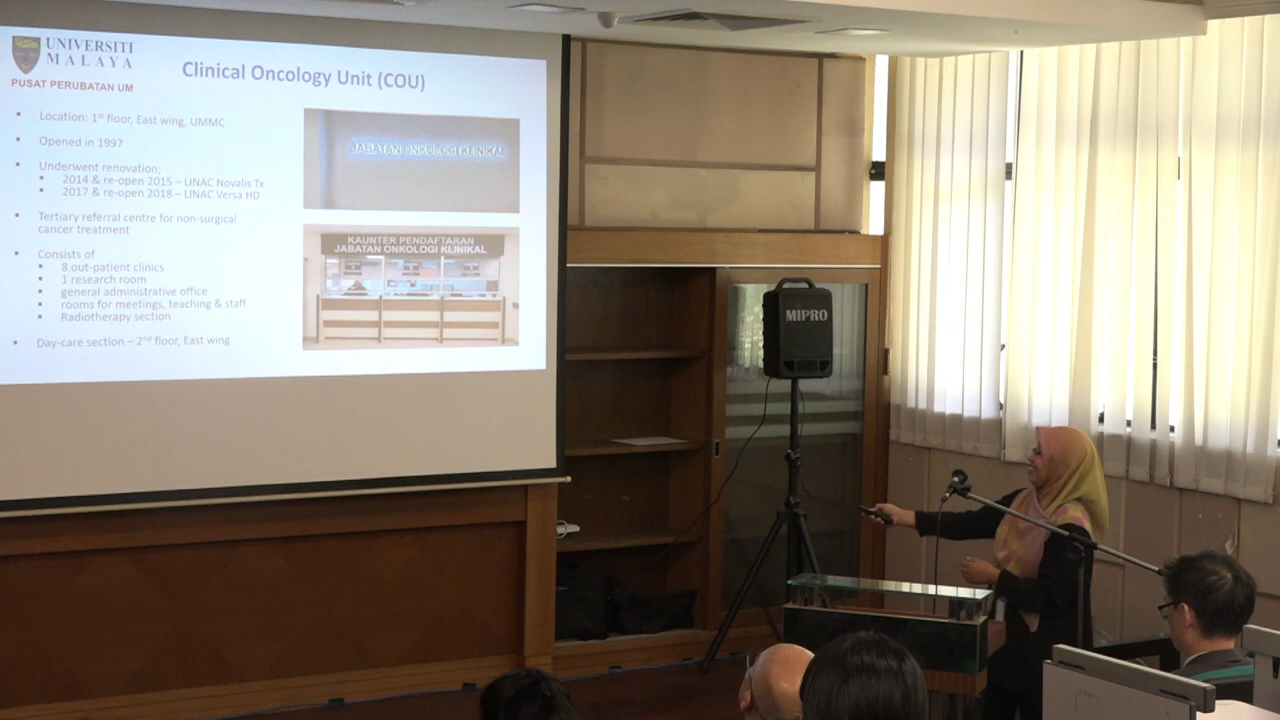 UNIVERSITI
MALAYA
PUSAT PERUBATAN UM
Clinical Oncology Unit (COU)
▪ Location: 1st floor, East wing, UMMC
▪ Opened in 1997
▪ Underwent renovation;
▪ 2014 & re-open 2015 – LINAC Novalis Tx
▪ 2017 & re-open 2018 – LINAC Versa HD
▪ Tertiary referral centre for non-surgical
cancer treatment
▪ Consists of
▪ 8 out-patient clinics
▪ 1 research room
▪ general administrative office
▪ rooms for meetings, teaching & staff
▪ Radiotherapy section
▪ Day-care section – 2nd floor, East wing
JABATAN ONKOLOGI KLINIKAL
KAUNTER PENDAFTARAN
JABATAN ONKOLOGI KLINIKAL
MIPRO